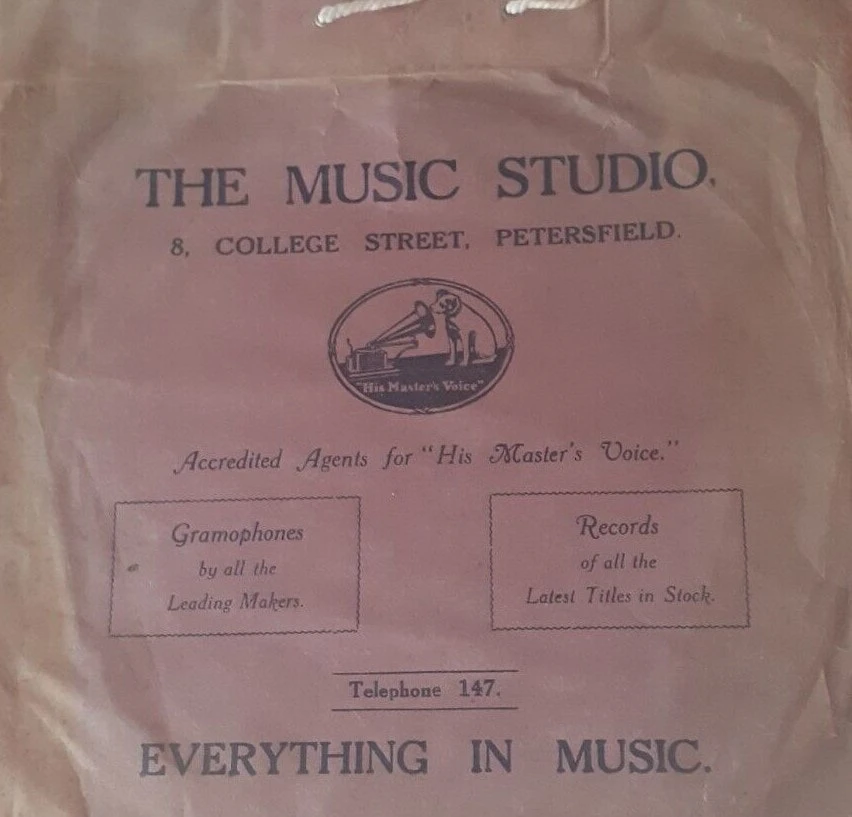 THE MUSIC STUDIO.
8, COLLEGE STREET, PETERSFIELD.
"His Master's Voice"
Accredited Agents for "His Master's Voice."
Gramophones
by all the
Leading Makers.
Records
of all the
Latest Titles in Stock.
Telephone 147.
EVERYTHING IN MUSIC.